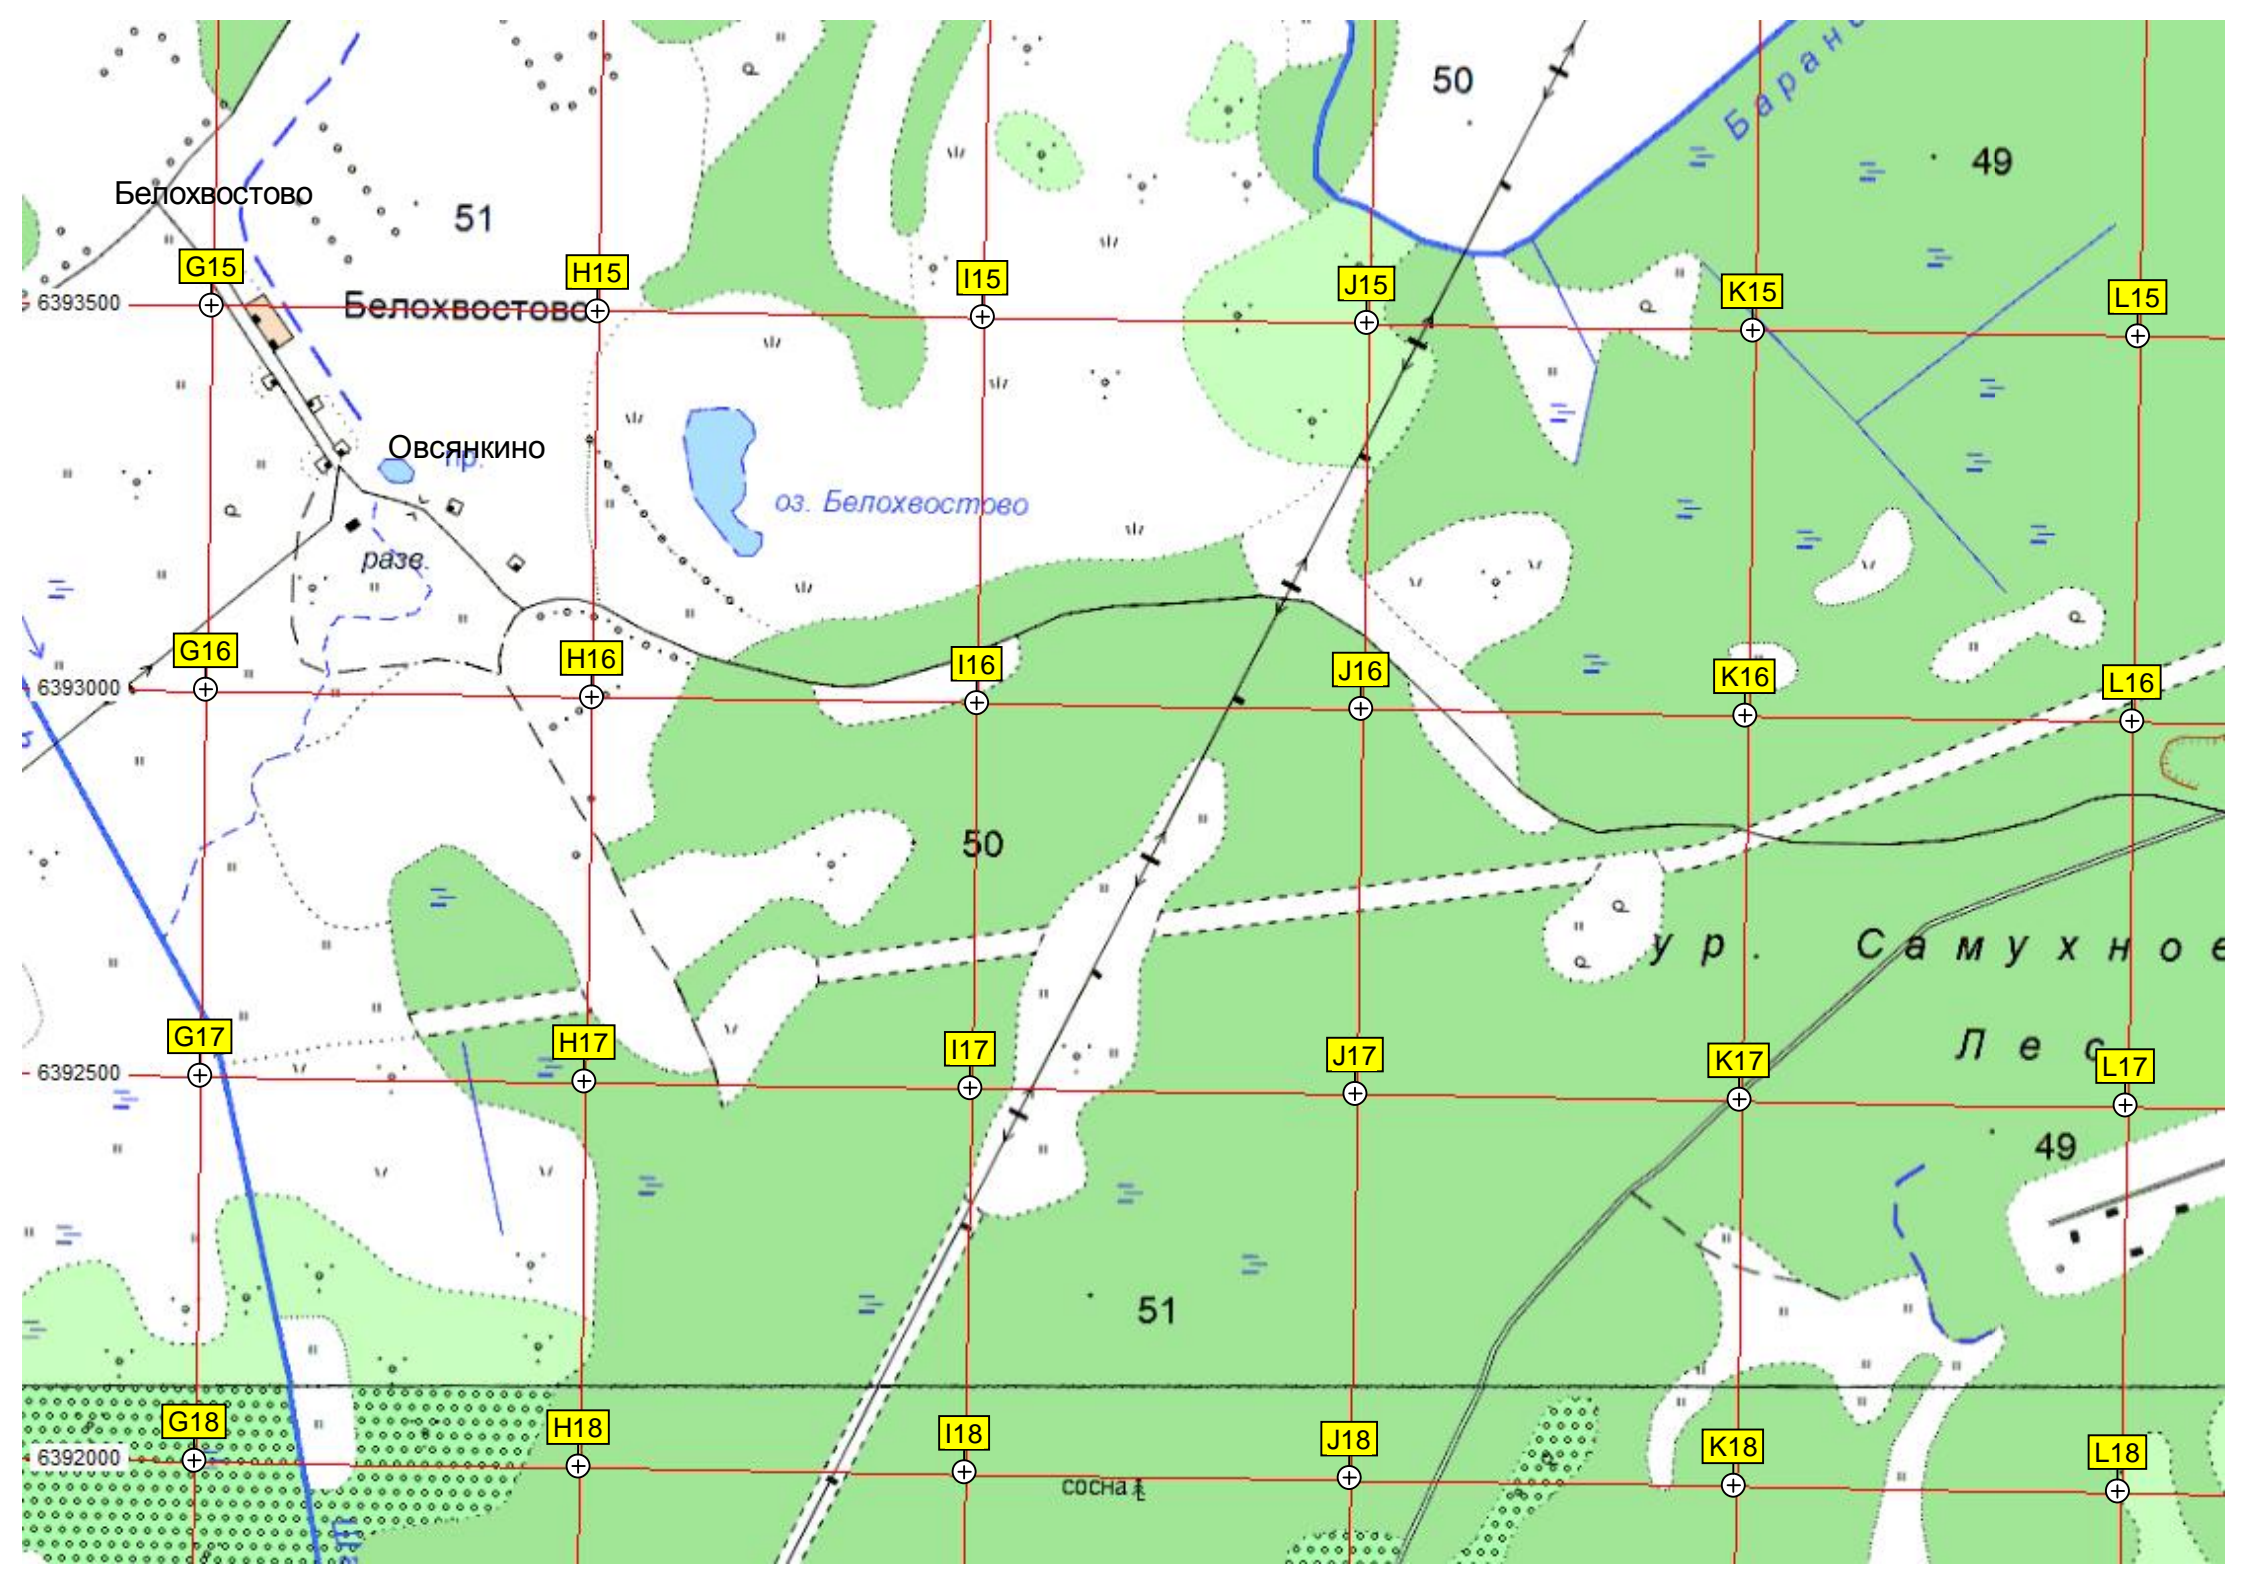 50
Баран
49
Белохвостово
51
G15
H15
I15
J15
K15
L15
6393500
Белохвостово
Овсянкино
пр.
оз. Белохвостово
разв.
G16
H16
I16
J16
K16
L16
6393000
50
ур. Самухное
Лес
G17
H17
I17
J17
K17
L17
6392500
49
51
G18
H18
I18
J18
K18
L18
6392000
сосна